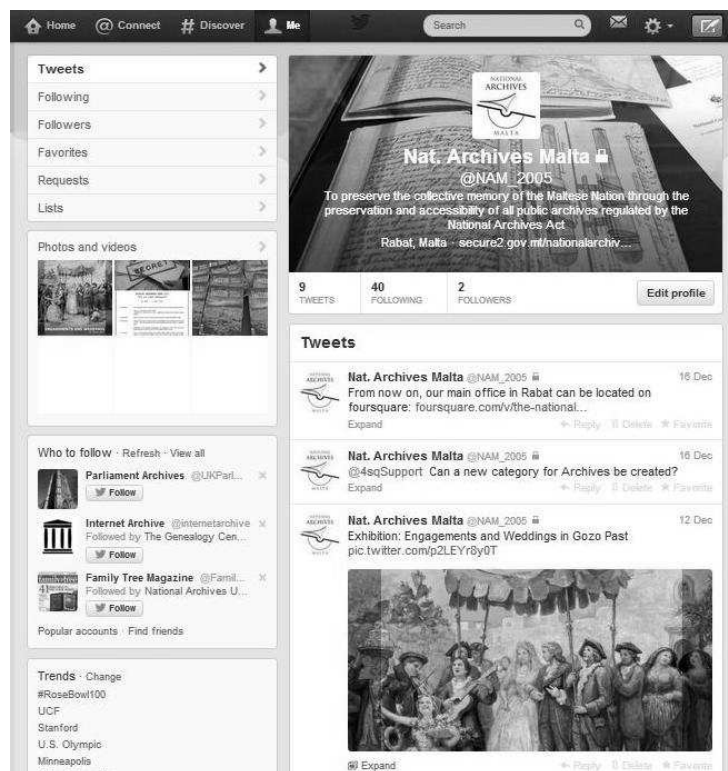 Home Connect Discover Me Search
Tweets
Following
Followers
Favorites
Requests
Lists
Photos and videos
SECRET
Who to follow · Refresh · View all
Parliament Archives @UKParl...
Follow
Internet Archive @internetarchive
Followed by The Genealogy Cen...
Follow
Family Tree Magazine @Famil...
Followed by National Archives U...
Follow
Popular accounts · Find friends
Trends · Change
#RoseBowl100
UCF
Stanford
U.S. Olympic
Minneapolis
NATIONAL
ARCHIVES
MALTA
Nat. Archives Malta
@NAM_2005
To preserve the collective memory of the Maltese Nation through the
preservation and accessibility of all public archives regulated by the
National Archives Act
Rabat, Malta · secure2.gov.mt/nationalarchiv...
9 TWEETS
40 FOLLOWING
2 FOLLOWERS
Edit profile
Tweets
Nat. Archives Malta @NAM_2005 16 Dec
From now on, our main office in Rabat can be located on
foursquare: foursquare.com/v/the-national...
Expand Reply Delete Favorite
Nat. Archives Malta @NAM_2005 16 Dec
@4sqSupport Can a new category for Archives be created?
Expand Reply Delete Favorite
Nat. Archives Malta @NAM_2005 12 Dec
Exhibition: Engagements and Weddings in Gozo Past
pic.twitter.com/p2LEYr8y0T
Expand Reply Delete Favorite